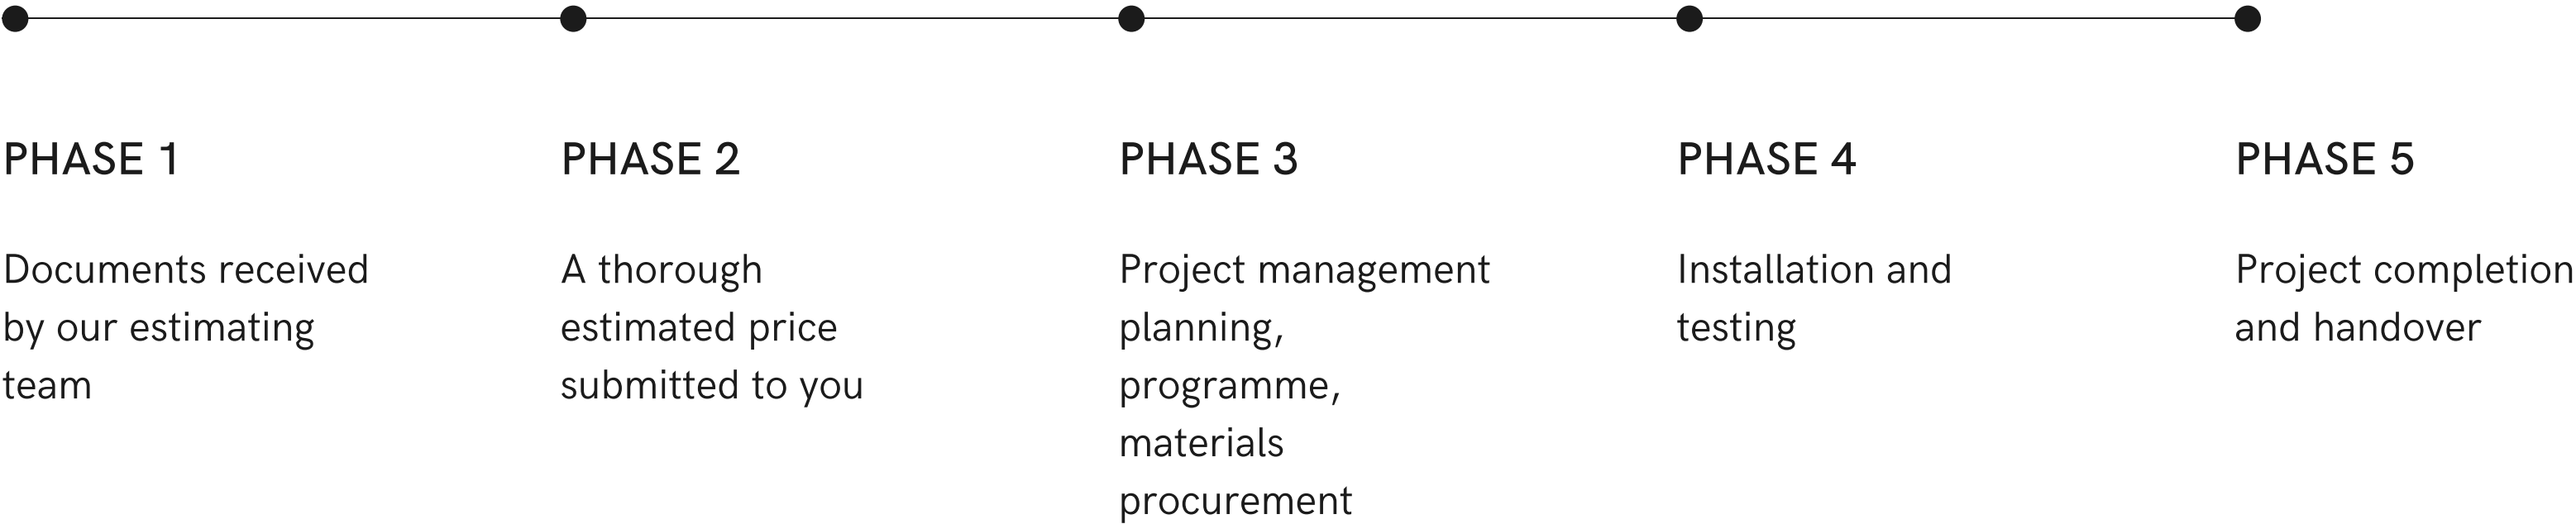 PHASE 1
Documents received
by our estimating
team
PHASE 2
A thorough
estimated price
submitted to you
PHASE 3
Project management
planning,
programme,
materials
procurement
PHASE 4
Installation and
testing
PHASE 5
Project completion
and handover